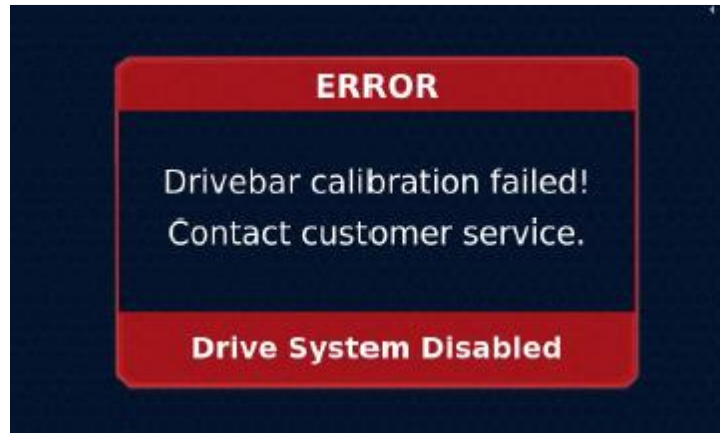 ERROR
Drivebar calibration failed!
Contact customer service.
Drive System Disabled